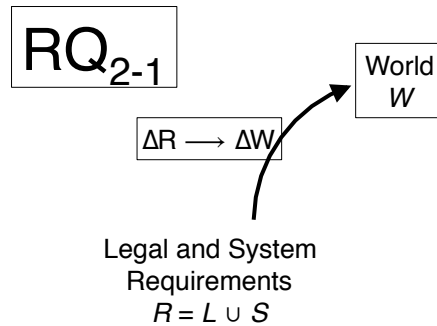 RQ2-1
World
W
ΔR → ΔW
Legal and System
Requirements
R = L ∪ S